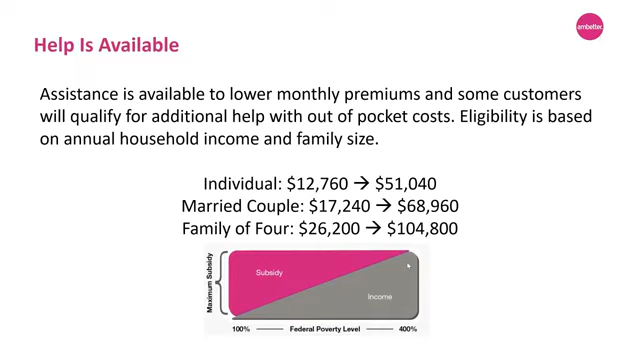 ambetter.
Help Is Available
Assistance is available to lower monthly premiums and some customers
will qualify for additional help with out of pocket costs. Eligibility is based
on annual household income and family size.
Individual: $12,760 → $51,040
Married Couple: $17,240 → $68,960
Family of Four: $26,200 → $104,800
Maximum Subsidy
Subsidy
Income
100% Federal Poverty Level 400%